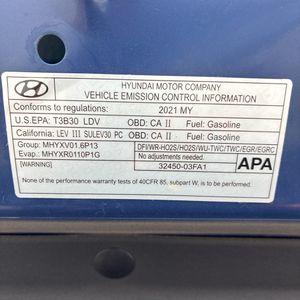 HYUNDAI MOTOR COMPANY
VEHICLE EMISSION CONTROL INFORMATION
Conforms to regulations: 2021 MY
U.S.EPA: T3B30 LDV OBD: CA II Fuel: Gasoline
California: LEV III SULEV30 PC OBD: CA II Fuel: Gasoline
Group: MHYXV01.6P13 DFI/WR-HO2S/HO2S/WU-TWC/TWC/EGR/EGRC
Evap: MHYXR0110P1G No adjustments needed. APA
[WARNING] 32450-03FA1
None of the performance warranty tests of 40CFR 85, subpart W, is to be performed.